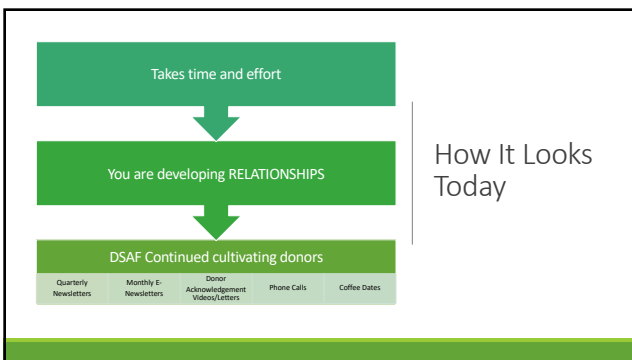 Takes time and effort
You are developing RELATIONSHIPS
DSAF Continued cultivating donors
Quarterly
Newsletters
Monthly E-
Newsletters
Donor
Acknowledgement
Videos/Letters
Phone Calls
Coffee Dates
How It Looks
Today